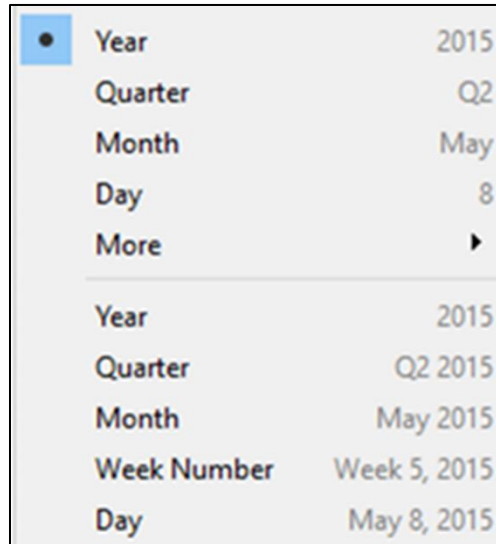 Year 2015
Quarter Q2
Month May
Day 8
More
Year 2015
Quarter Q2 2015
Month May 2015
Week Number Week 5, 2015
Day May 8, 2015